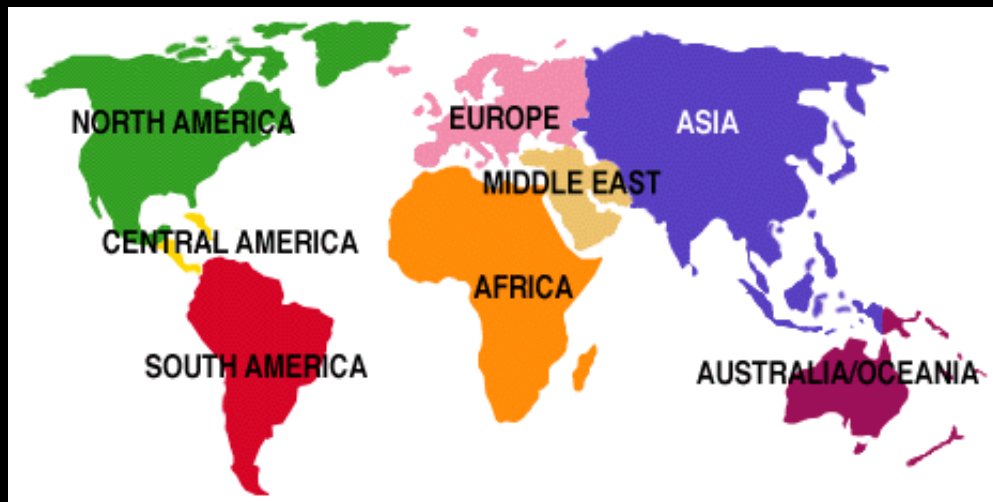 NORTH AMERICA
EUROPE
ASIA
MIDDLE EAST
CENTRAL AMERICA
AFRICA
SOUTH AMERICA
AUSTRALIA/OCEANIA